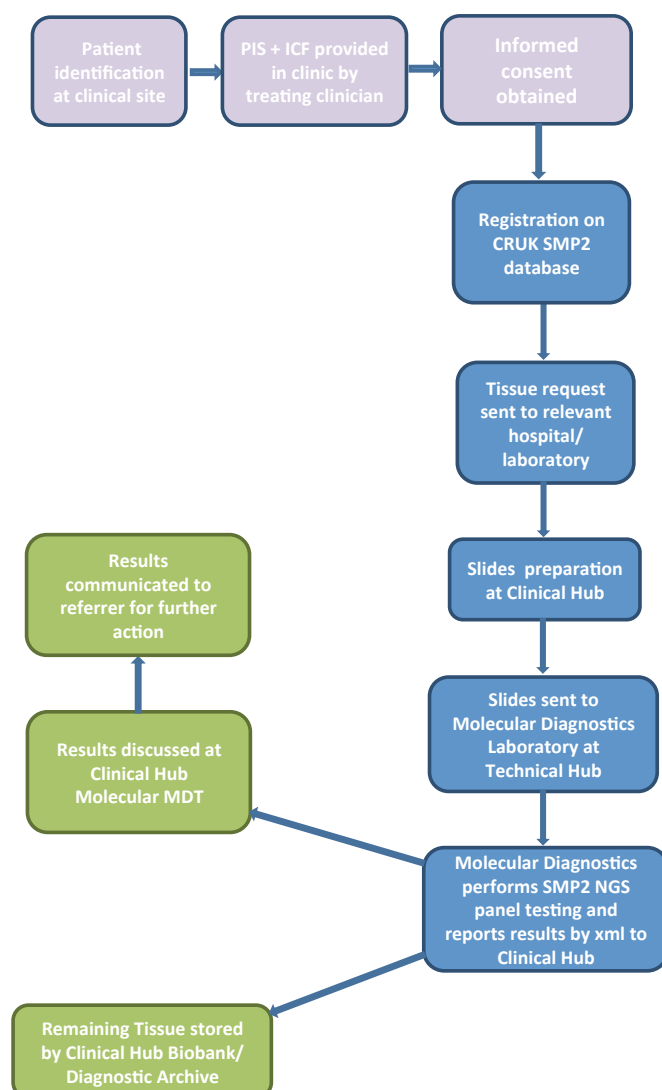 Patient
identification
at clinical site
PIS + ICF provided
in clinic by
treating clinician
Informed
consent
obtained
Registration on
CRUK SMP2
database
Tissue request
sent to relevant
hospital/
laboratory
Slides preparation
at Clinical Hub
Slides sent to
Molecular Diagnostics
Laboratory at
Technical Hub
Molecular Diagnostics
performs SMP2 NGS
panel testing and
reports results by xml to
Clinical Hub
Results discussed at
Clinical Hub
Molecular MDT
Results
communicated to
referrer for further
action
Remaining Tissue stored
by Clinical Hub Biobank/
Diagnostic Archive